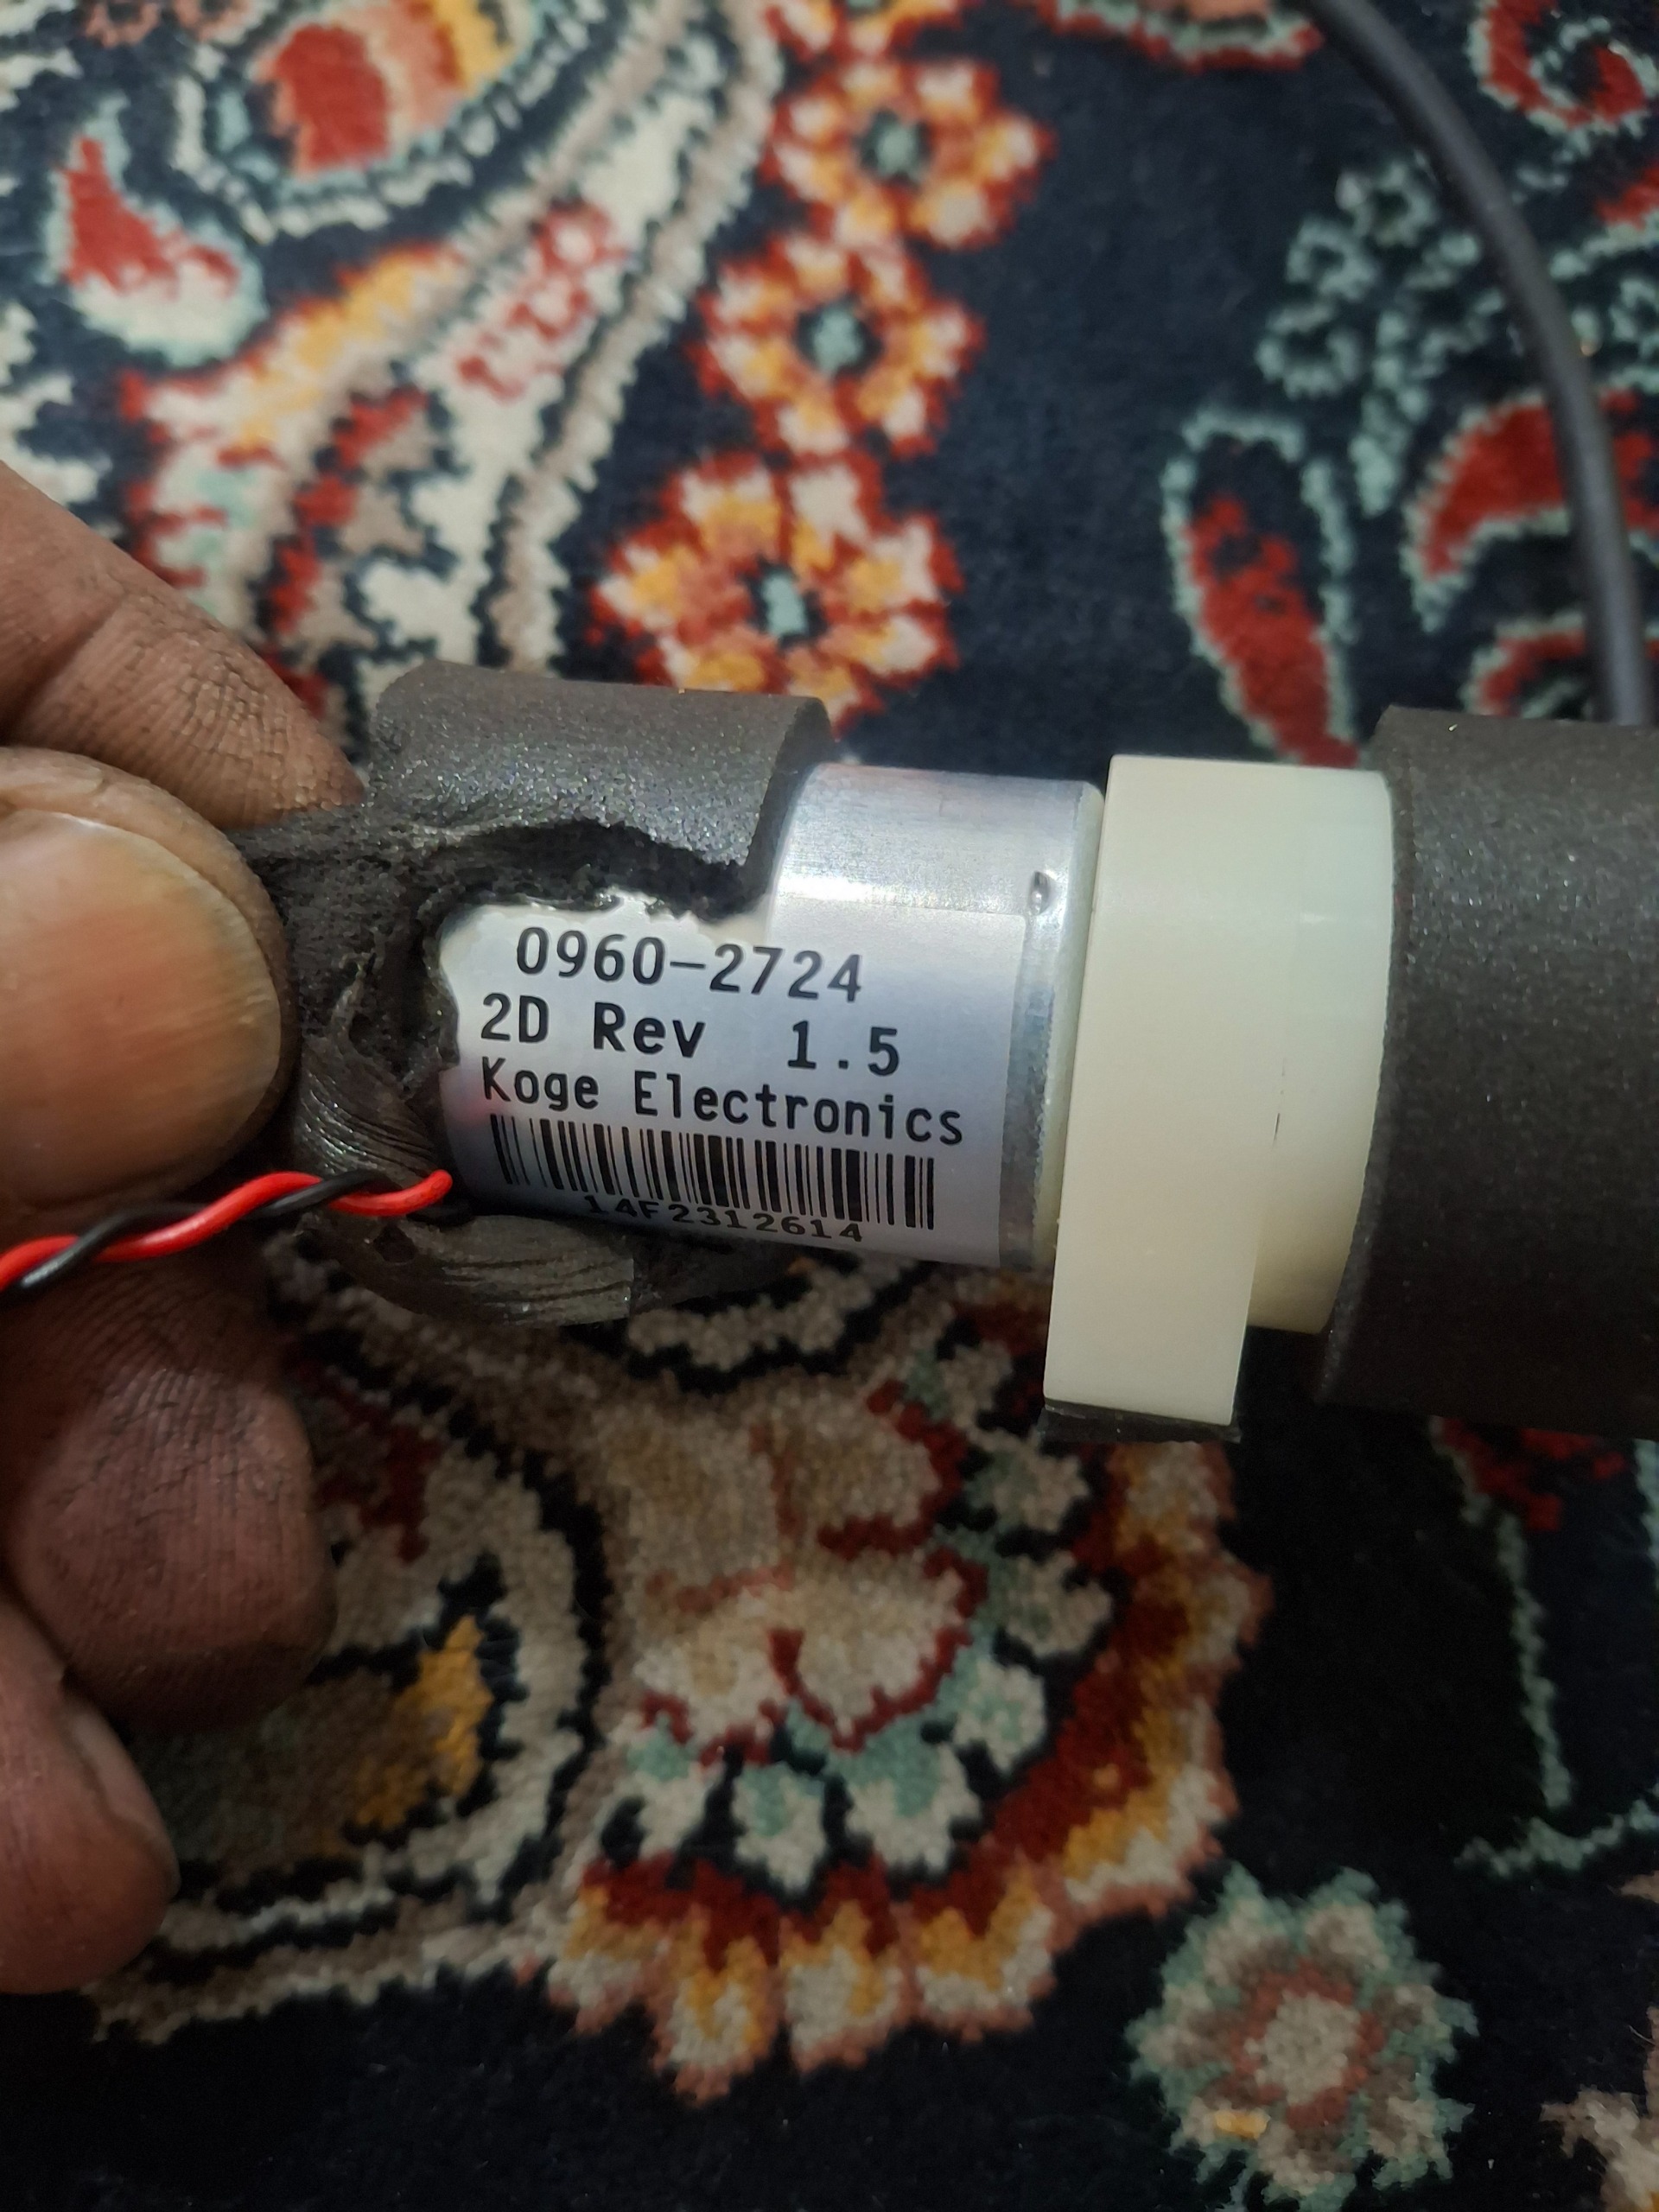 0960-2724
2D Rev 1.5
Koge Electronics
14F2312614